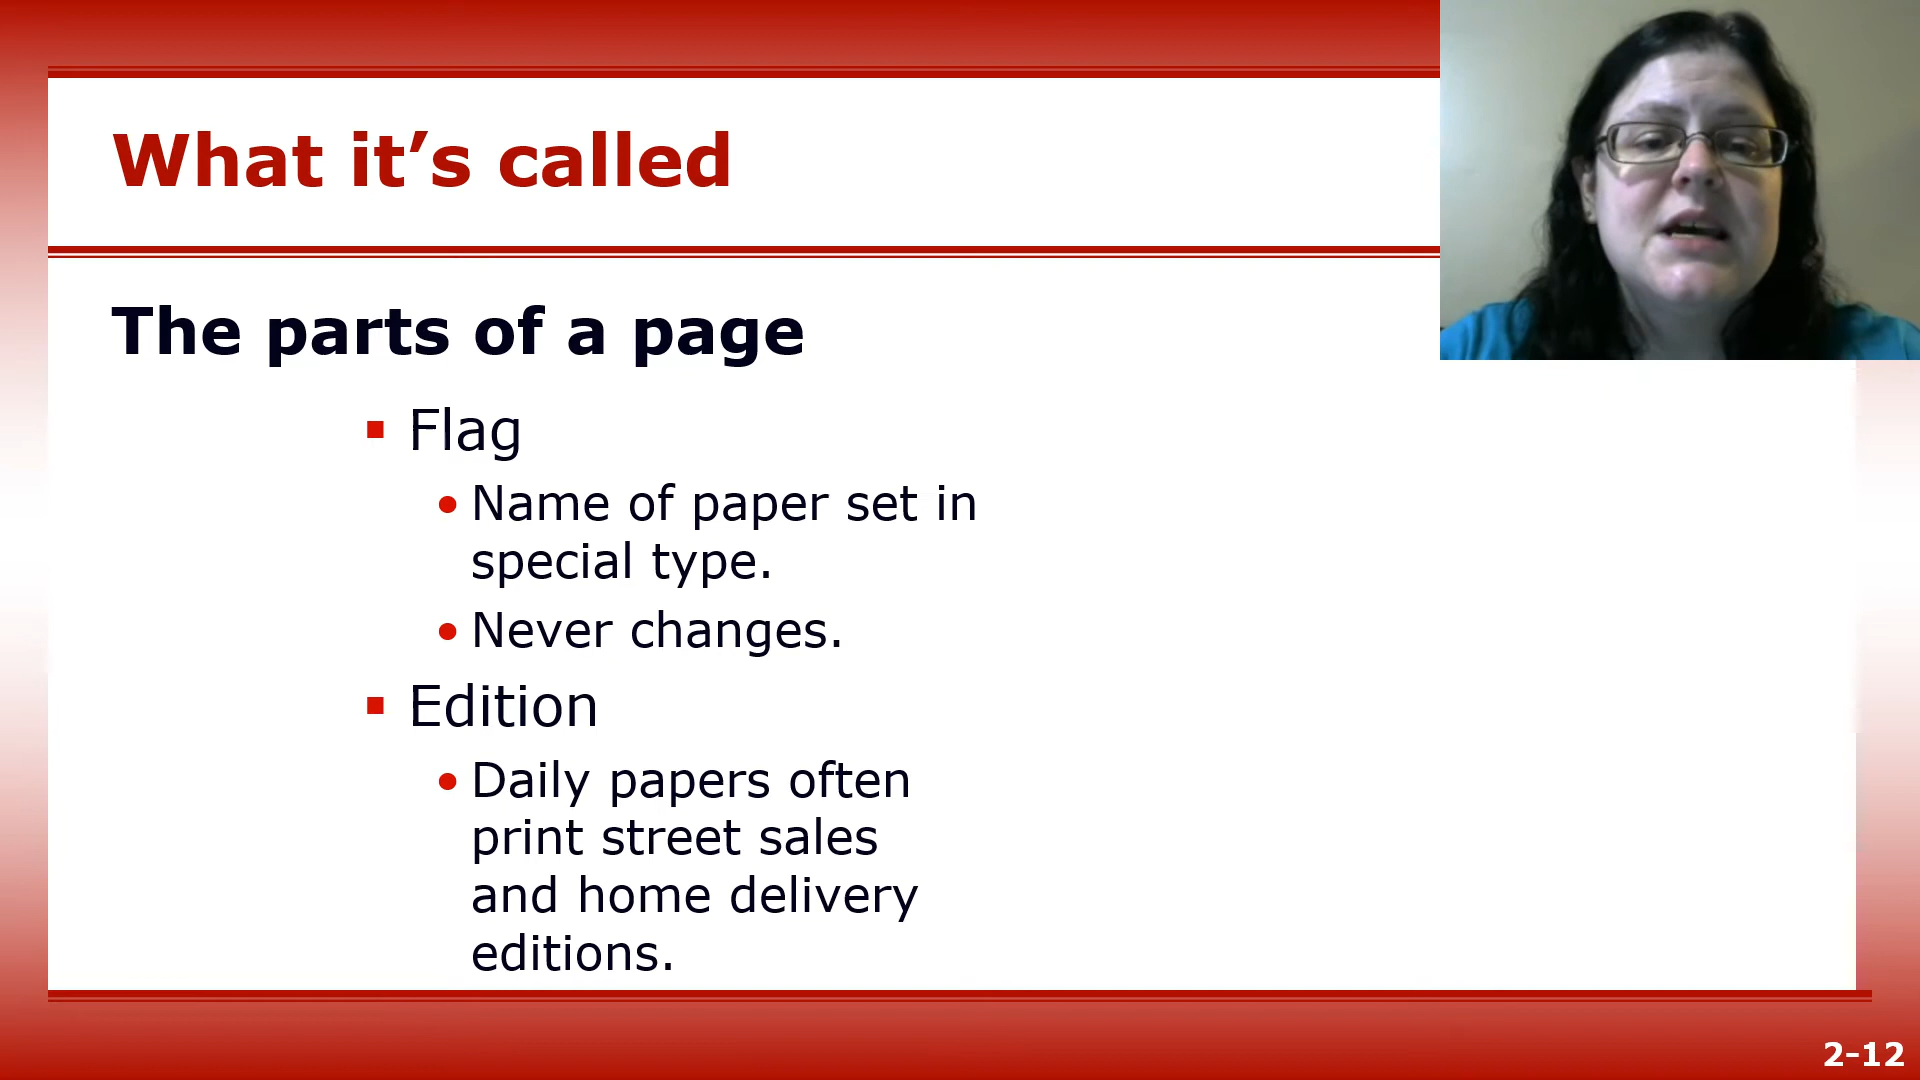 What it’s called
The parts of a page
Flag
Name of paper set in
special type.
Never changes.
Edition
Daily papers often
print street sales
and home delivery
editions.
2-12